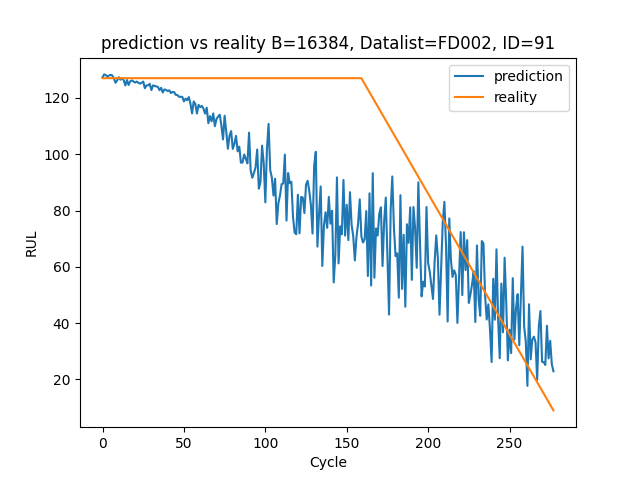 prediction vs reality B=16384, Datalist=FD002, ID=91
prediction
reality
RUL
120
100
80
60
40
20
0 50 100 150 200 250
Cycle